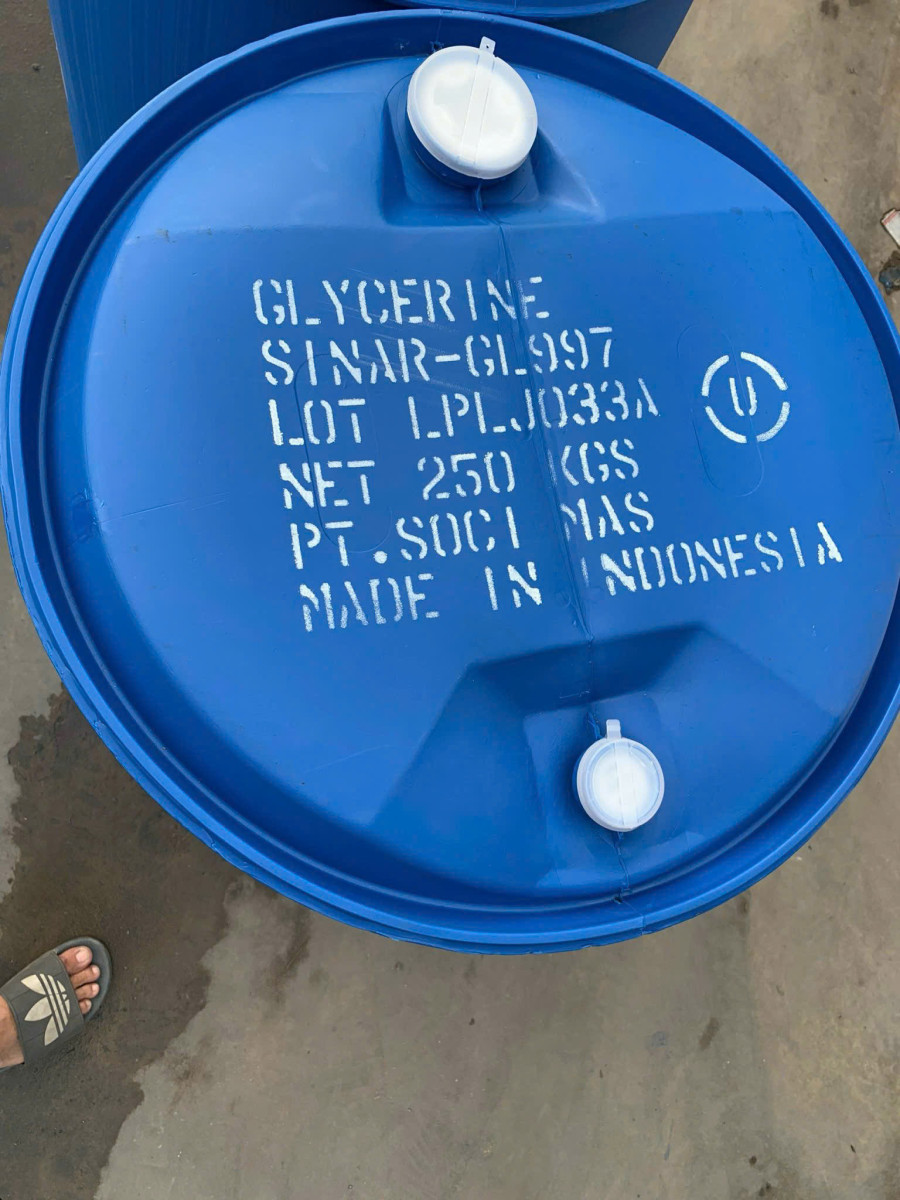 GLYCERINE
SINAR-GL997
LOT LPLJ033A
U
NET 250 KGS
PT.SOCI MAS
MADE IN INDONESIA